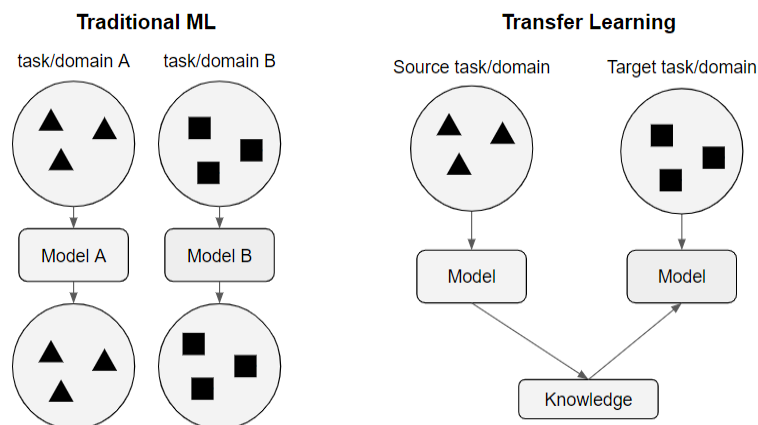 Traditional ML
Transfer Learning
task/domain A
task/domain B
Source task/domain
Target task/domain
Model A
Model B
Model
Model
Knowledge